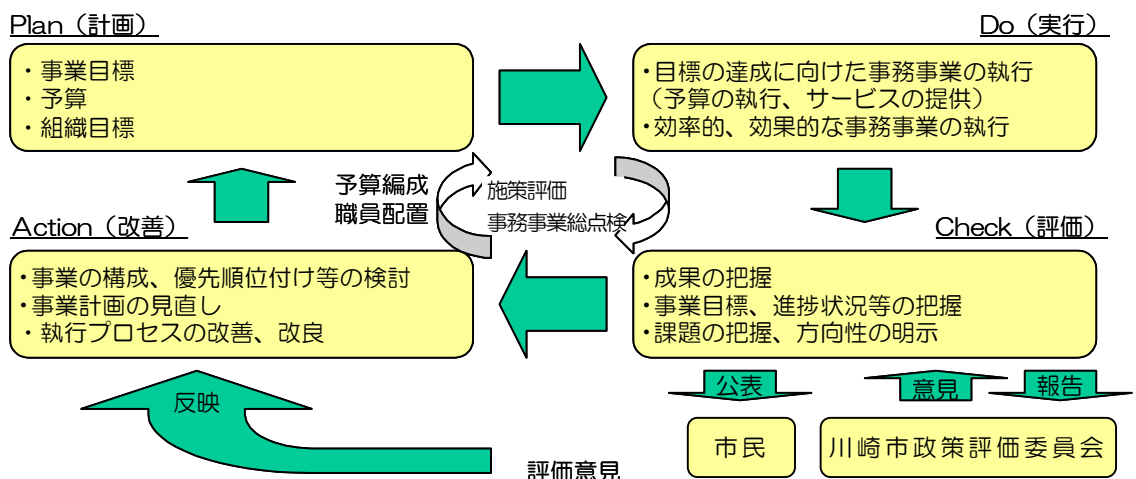 Plan（計画）
・事業目標
・予算
・組織目標
Do（実行）
・目標の達成に向けた事務事業の執行
（予算の執行、サービスの提供）
・効率的、効果的な事務事業の執行
予算編成
職員配置
施策評価
事務事業総点検
Action（改善）
・事業の構成、優先順位付け等の検討
・事業計画の見直し
・執行プロセスの改善、改良
Check（評価）
・成果の把握
・事業目標、進捗状況等の把握
・課題の把握、方向性の明示
反映
公表
意見
報告
市民
川崎市政策評価委員会
評価意見